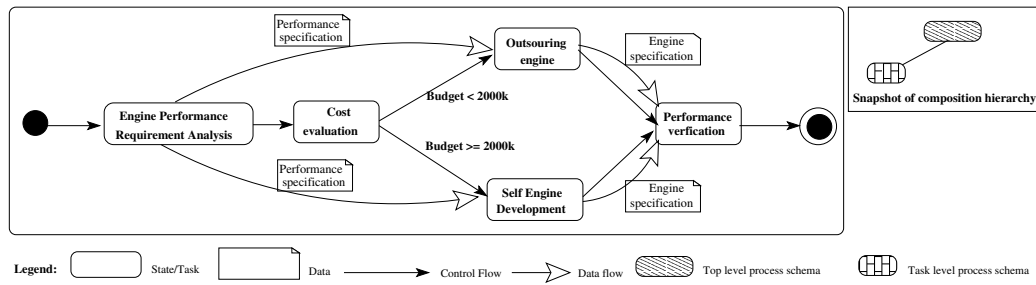 Performance
specification
Outsouring
engine
Engine
specification
Budget < 2000k
Engine Performance
Requirement Analysis
Cost
evaluation
Performance
verfication
Budget >= 2000k
Performance
specification
Self Engine
Development
Engine
specification
Snapshot of composition hierarchy
Legend: State/Task Data Control Flow Data flow Top level process schema Task level process schema